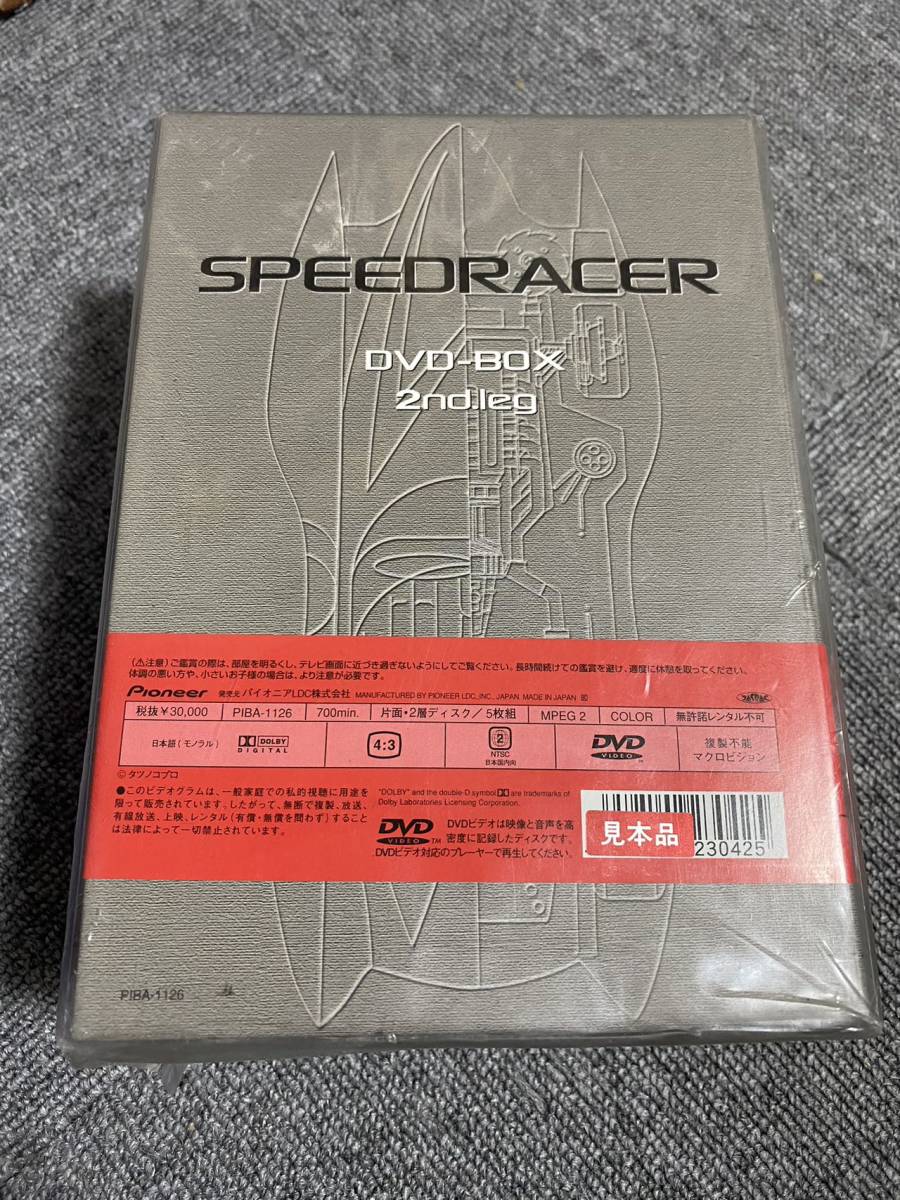 SPEEDRACER
DVD-BOX
2nd.leg
(⚠注意)ご鑑賞の際は、部屋を明るくし、テレビ画面に近づき過ぎないようにしてご覧ください。長時間続けての鑑賞を避け、適度に休憩を取ってください。
体調の悪い方や、小さいお子様の場合は、より注意が必要です。
Pioneer 発売元 パイオニアLDC株式会社 MANUFACTURED BY PIONEER LDC, INC., JAPAN. MADE IN JAPAN
税抜¥30,000 PIBA-1126 700min. 片面・2層ディスク/5枚組 MPEG 2 COLOR 無許諾レンタル不可
日本語(モノラル) DOLBY DIGITAL 4:3 2 NTSC 日本国内向 DVD VIDEO 複製不能 マクロビジョン
©タツノコプロ
●このビデオグラムは、一般家庭での私的視聴に用途を
限って販売されています。したがって、無断で複製、放送、
有線放送、上映、レンタル(有償・無償を問わず)すること
は法律によって一切禁止されています。
"DOLBY" and the double-D symbol are trademarks of
Dolby Laboratories Licensing Corporation.
DVD VIDEO TM DVDビデオは映像と音声を高
密度に記録したディスクです。
DVDビデオ対応のプレーヤーで再生してください。
見本品
230425
PIBA-1126